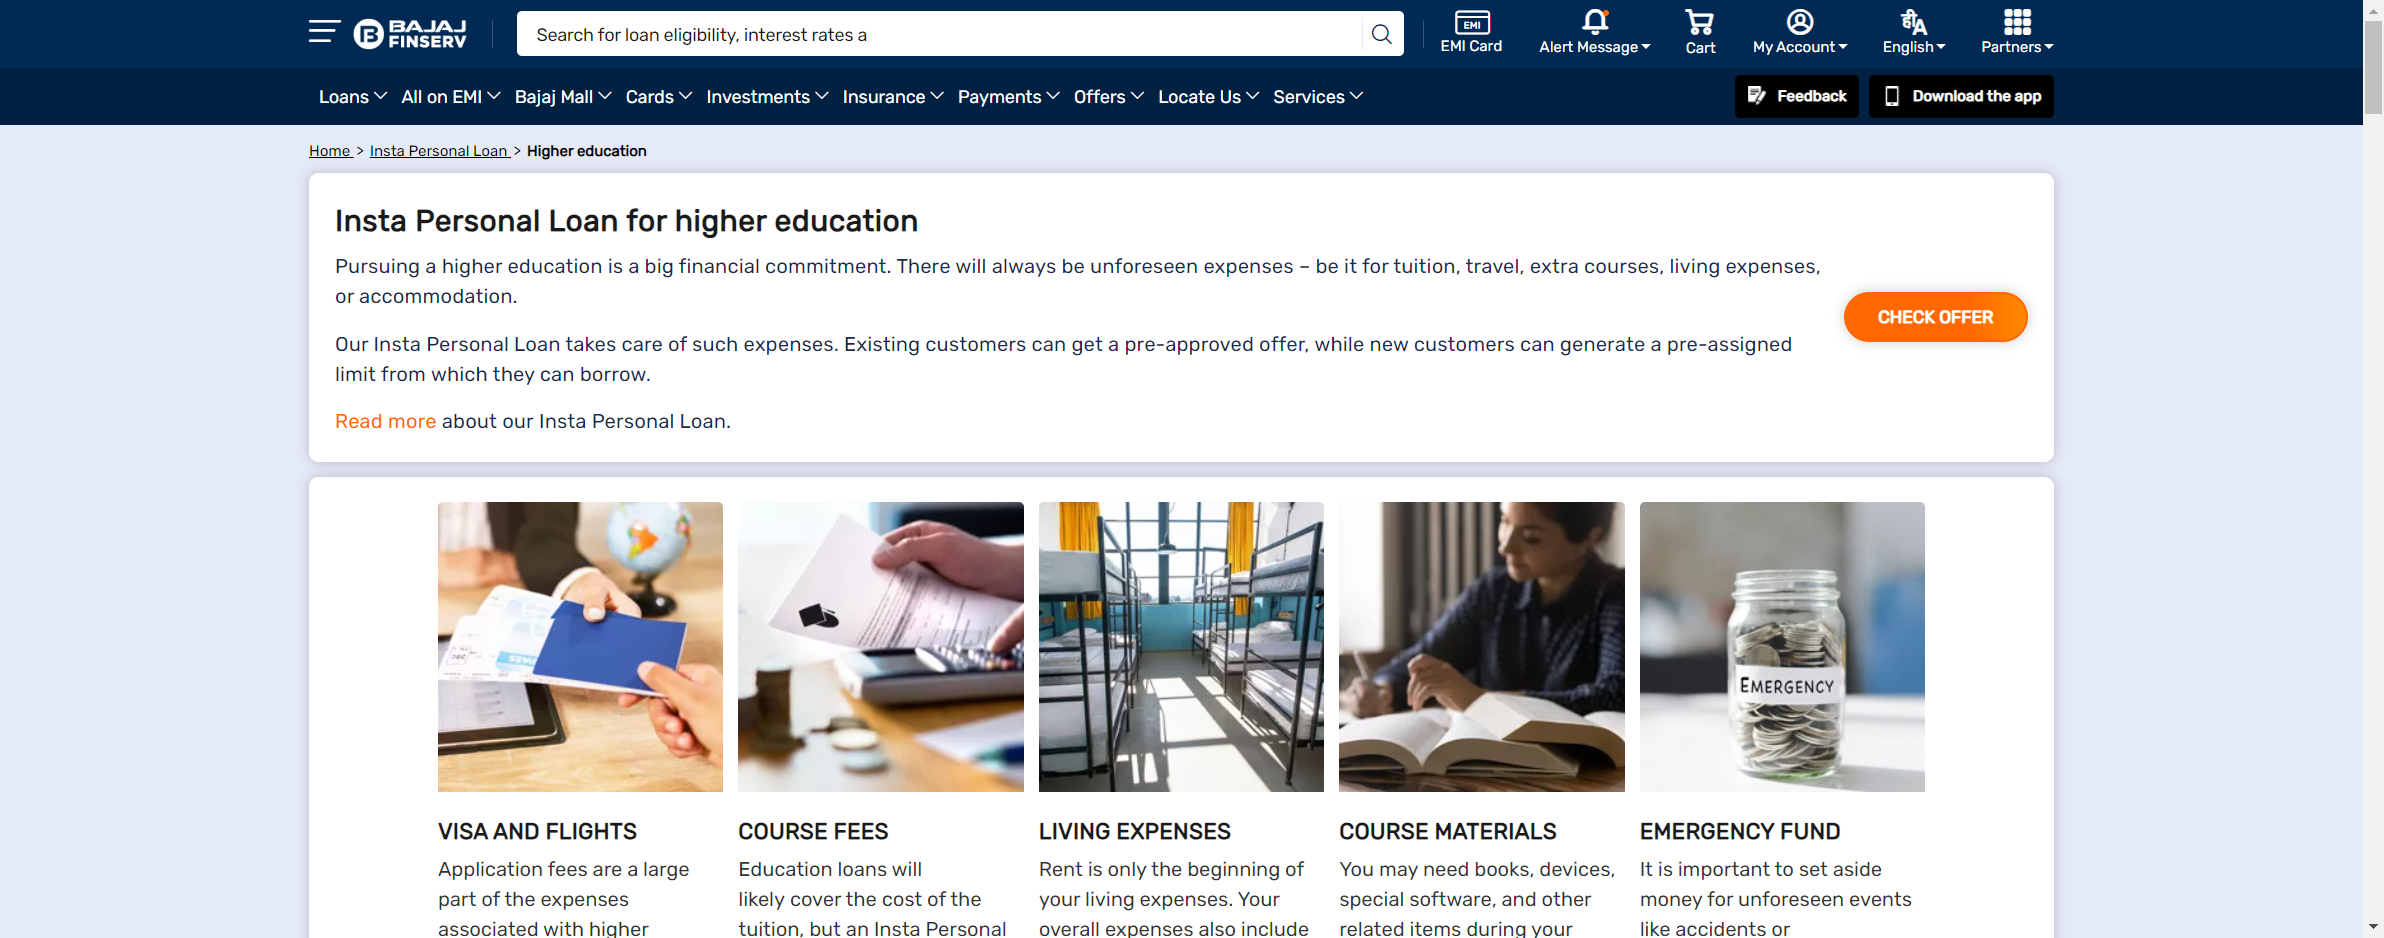 BAJAJ
FINSERV
Search for loan eligibility, interest rates a
EMI
EMI Card
Alert Message
Cart
My Account
ही A
English
Partners
Loans
All on EMI
Bajaj Mall
Cards
Investments
Insurance
Payments
Offers
Locate Us
Services
Feedback
Download the app
Home > Insta Personal Loan > Higher education
Insta Personal Loan for higher education
Pursuing a higher education is a big financial commitment. There will always be unforeseen expenses – be it for tuition, travel, extra courses, living expenses,
or accommodation.
Our Insta Personal Loan takes care of such expenses. Existing customers can get a pre-approved offer, while new customers can generate a pre-assigned
limit from which they can borrow.
Read more about our Insta Personal Loan.
CHECK OFFER
EMERGENCY
VISA AND FLIGHTS
Application fees are a large
part of the expenses
associated with higher
COURSE FEES
Education loans will
likely cover the cost of the
tuition, but an Insta Personal
LIVING EXPENSES
Rent is only the beginning of
your living expenses. Your
overall expenses also include
COURSE MATERIALS
You may need books, devices,
special software, and other
related items during your
EMERGENCY FUND
It is important to set aside
money for unforeseen events
like accidents or